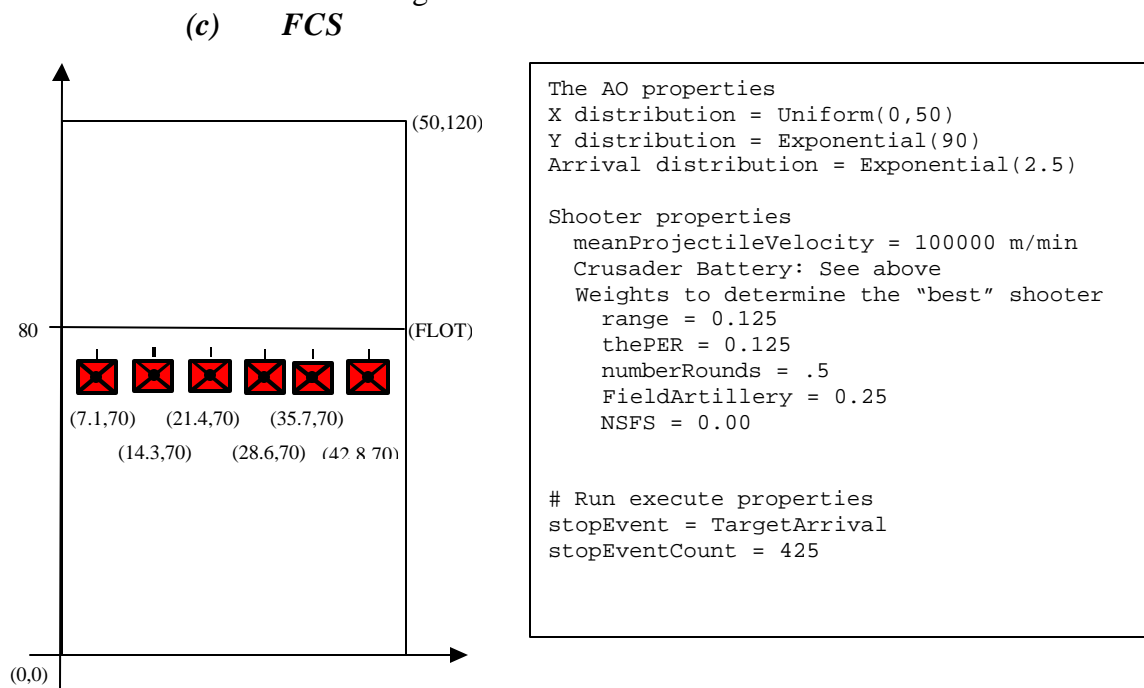 (c) FCS
(50,120)
80
(FLOT)
(7.1,70) (21.4,70) (35.7,70)
(14.3,70) (28.6,70) (42.8,70)
(0,0)
The AO properties
X distribution = Uniform(0,50)
Y distribution = Exponential(90)
Arrival distribution = Exponential(2.5)
Shooter properties
meanProjectileVelocity = 100000 m/min
Crusader Battery: See above
Weights to determine the “best” shooter
range = 0.125
thePER = 0.125
numberRounds = .5
FieldArtillery = 0.25
NSFS = 0.00
# Run execute properties
stopEvent = TargetArrival
stopEventCount = 425